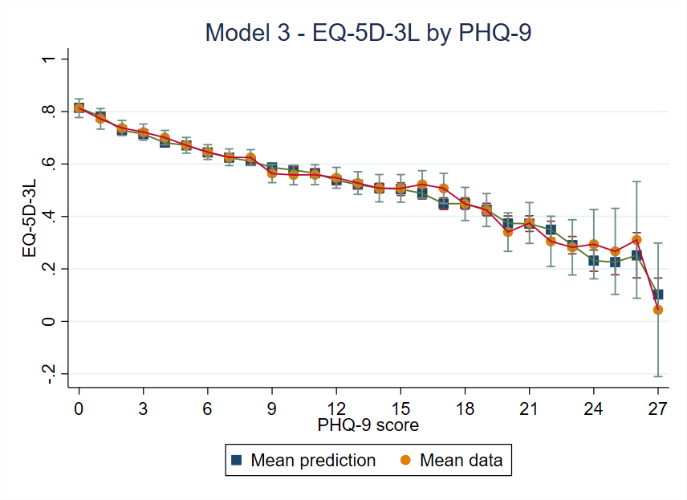 Model 3 - EQ-5D-3L by PHQ-9
EQ-5D-3L
1
.8
.6
.4
.2
0
-.2
0 3 6 9 12 15 18 21 24 27
PHQ-9 score
Mean prediction Mean data